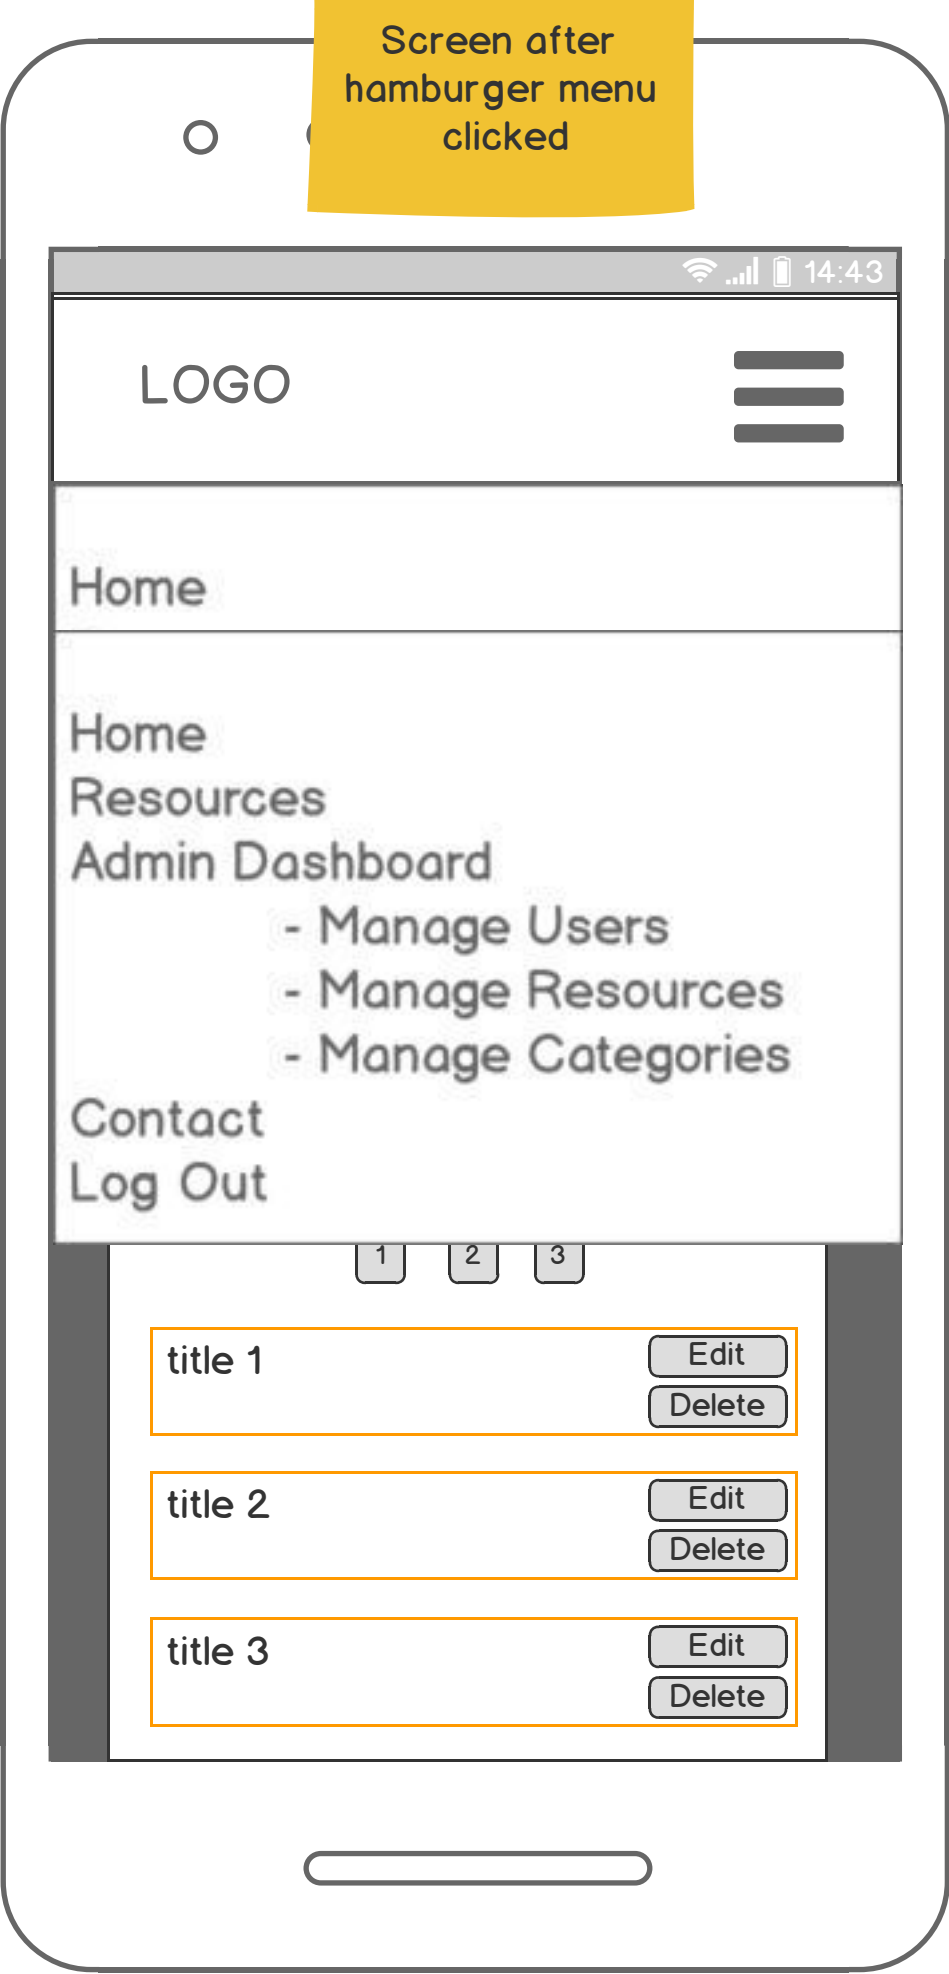 Screen after
hamburger menu
clicked
14:43
LOGO
Home
Home
Resources
Admin Dashboard
- Manage Users
- Manage Resources
- Manage Categories
Contact
Log Out
1 2 3
title 1
Edit
Delete
title 2
Edit
Delete
title 3
Edit
Delete